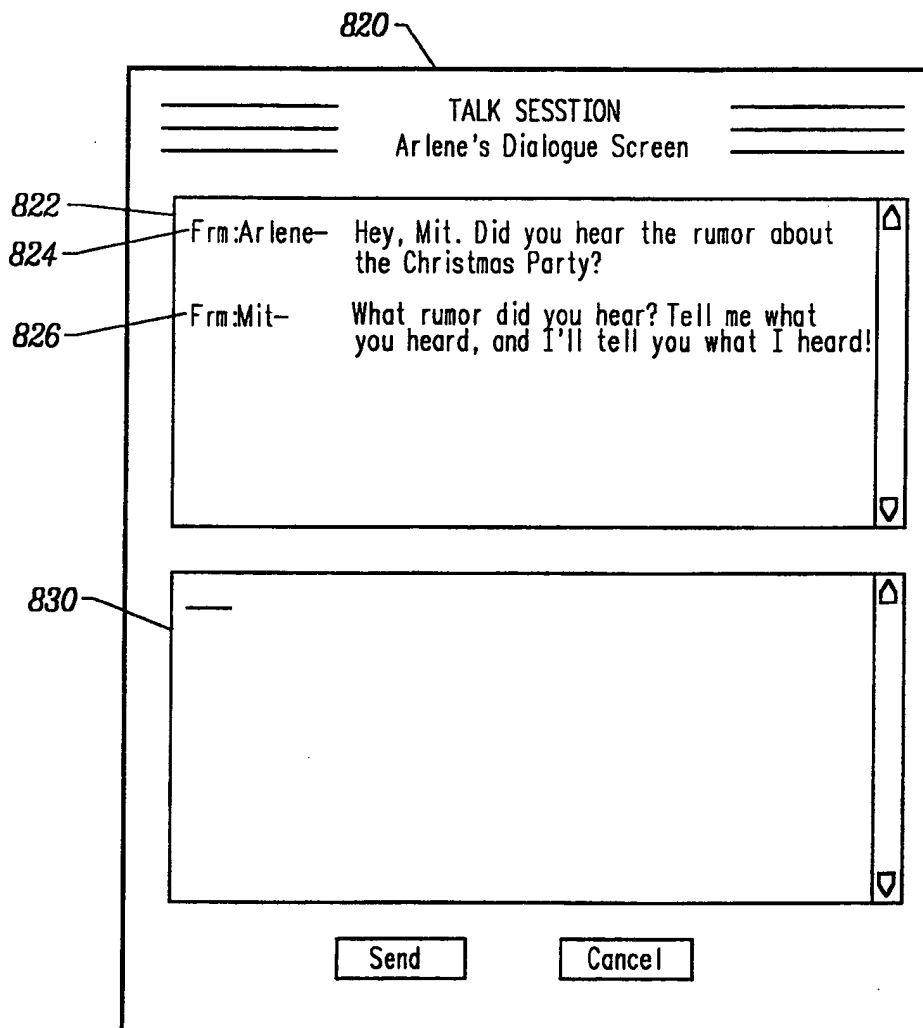 820
TALK SESSTION
Arlene's Dialogue Screen
822
824
Frm:Arlene– Hey, Mit. Did you hear the rumor about
the Christmas Party?
826
Frm:Mit– What rumor did you hear? Tell me what
you heard, and I'll tell you what I heard!
830
Send Cancel